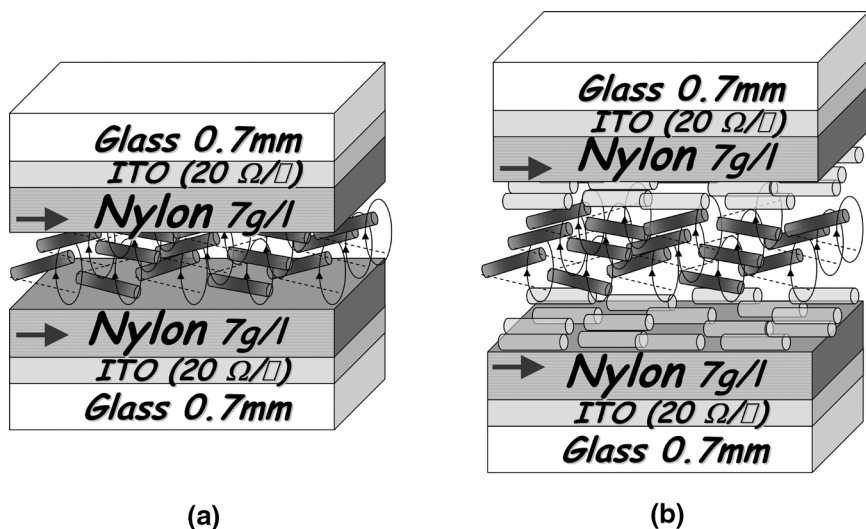 Glass 0.7mm
ITO (20 Ω/□)
Nylon 7g/l
Nylon 7g/l
ITO (20 Ω/□)
Glass 0.7mm
(a)
Glass 0.7mm
ITO (20 Ω/□)
Nylon 7g/l
Nylon 7g/l
ITO (20 Ω/□)
Glass 0.7mm
(b)